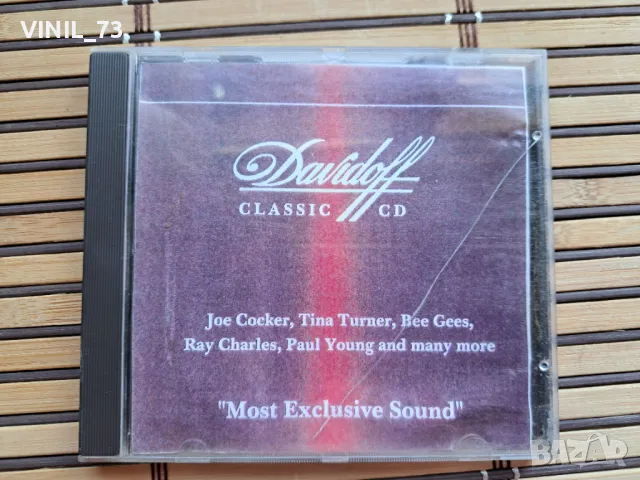 VINIL_73
Davidoff
CLASSIC CD
Joe Cocker, Tina Turner, Bee Gees,
Ray Charles, Paul Young and many more
"Most Exclusive Sound"
BAZAR
bg